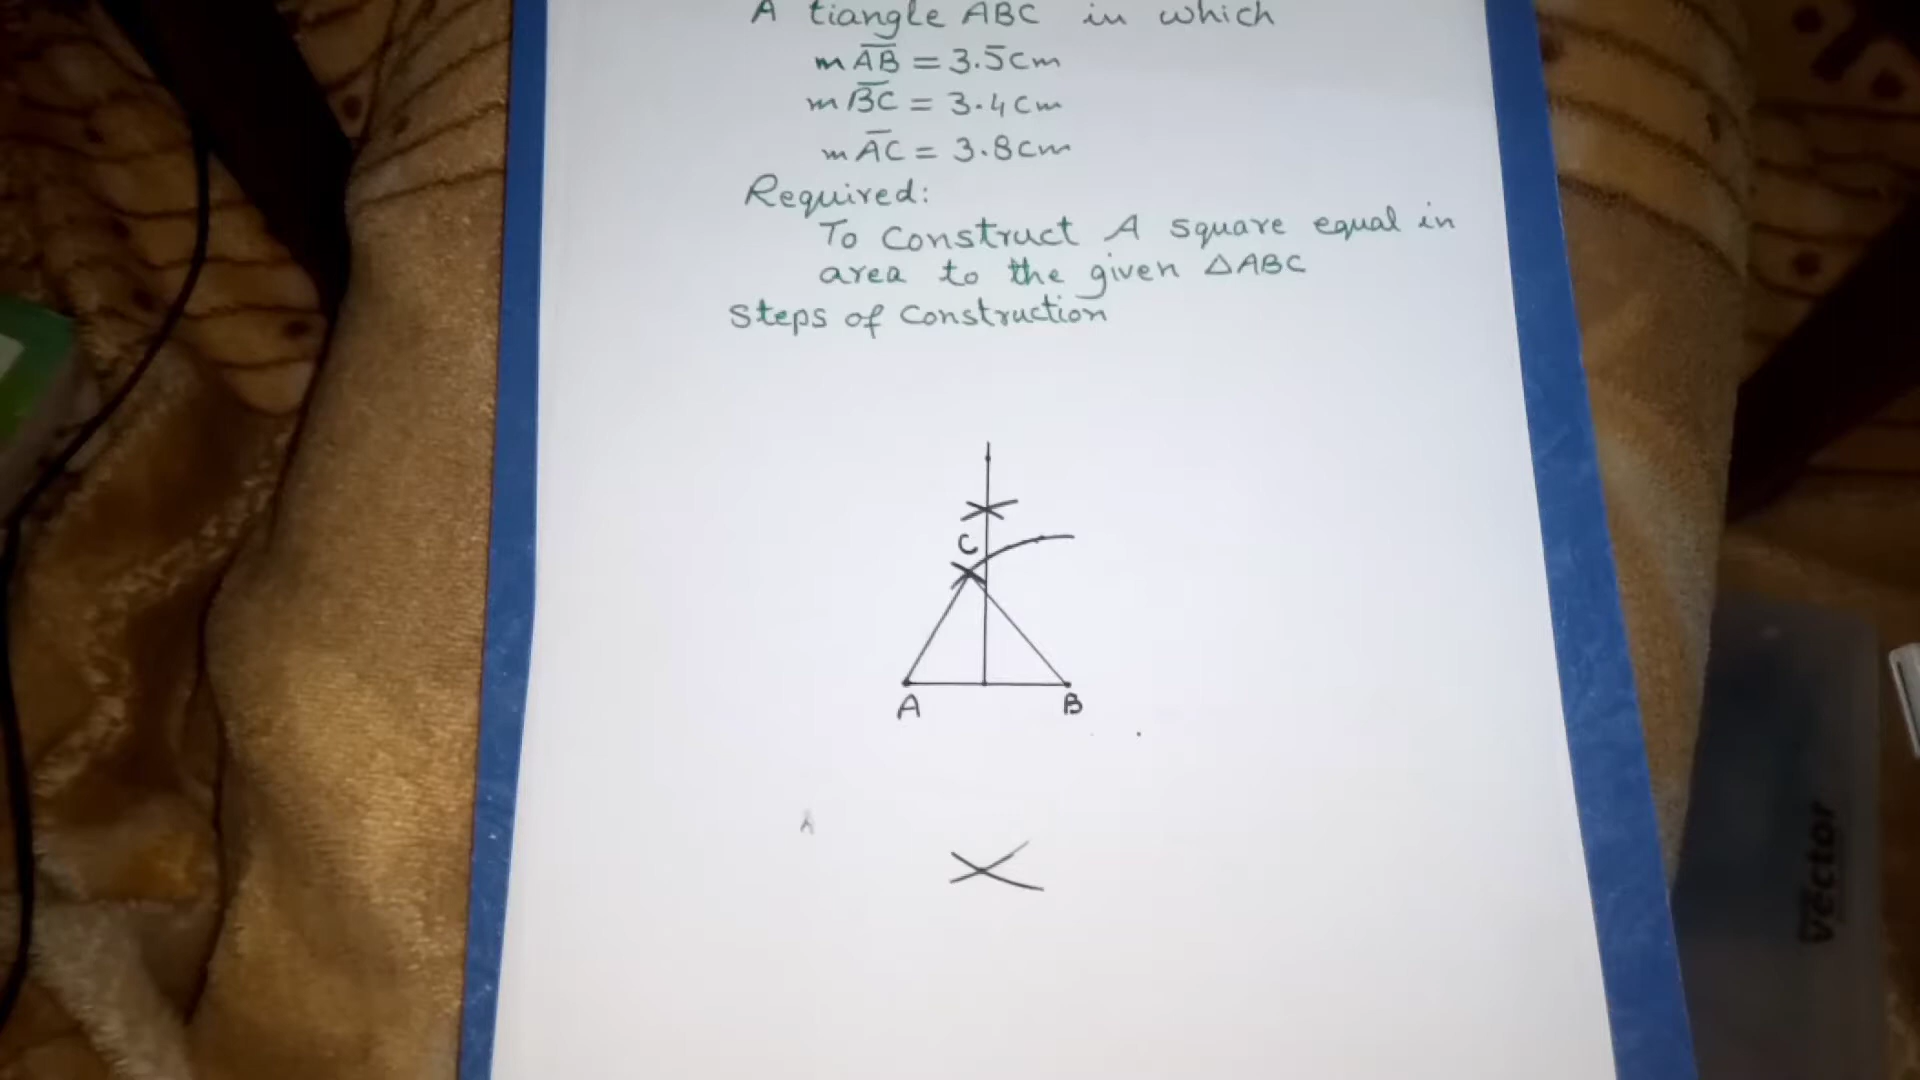 A tiangle ABC in which
mAB = 3.5cm
mBC = 3.4cm
mAC = 3.8cm
Required:
To Construct A square equal in
area to the given △ABC
Steps of Construction
C
A B
vector